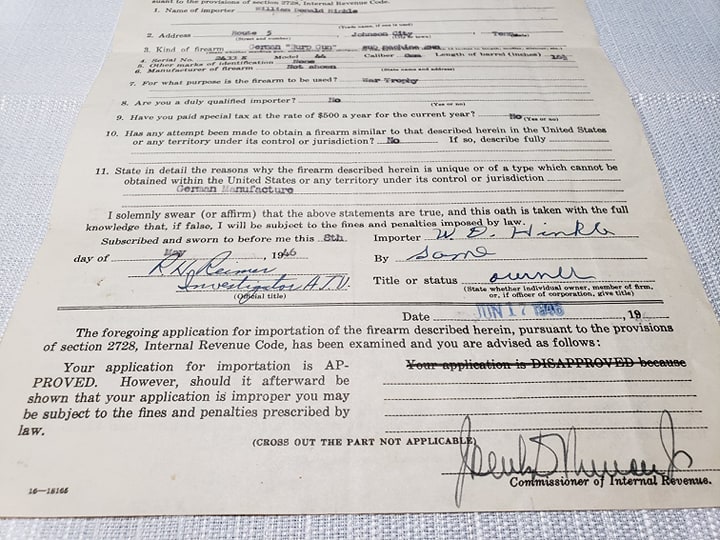 suant to the provisions of section 2728, Internal Revenue Code.
1. Name of importer William Donald Hinkle
(Trade name, if one is used)
2. Address Route 5 Johnson City Tenn
(Street and number)
3. Kind of firearm German "Burp Gun" sub machine gun
4. Serial No. Model 44 Caliber Length of barrel (inches)
5. Other marks of identification None
6. Manufacturer of firearm Not shown
(Name and address)
7. For what purpose is the firearm to be used? War Trophy
8. Are you a duly qualified importer? No
(Yes or no)
9. Have you paid special tax at the rate of $500 a year for the current year? No (Yes or no)
10. Has any attempt been made to obtain a firearm similar to that described herein in the United States
or any territory under its control or jurisdiction? No If so, describe fully
11. State in detail the reasons why the firearm described herein is unique or of a type which cannot be
obtained within the United States or any territory under its control or jurisdiction
German Manufacture
I solemnly swear (or affirm) that the above statements are true, and this oath is taken with the full
knowledge that, if false, I will be subject to the fines and penalties imposed by law.
Subscribed and sworn to before me this 8th
day of May, 1946
R.H. Reimer
Investigator A.T.U.
(Official title)
Importer W. D. Hinkle
By Same
Title or status owner
(State whether individual owner, member of firm,
or, if officer of corporation, give title)
Date JUN 17 1946, 19
The foregoing application for importation of the firearm described herein, pursuant to the provisions
of section 2728, Internal Revenue Code, has been examined and you are advised as follows:
Your application for importation is AP-
PROVED. However, should it afterward be
shown that your application is improper you may
be subject to the fines and penalties prescribed by
law.
Your application is DISAPPROVED because
(CROSS OUT THE PART NOT APPLICABLE)
Commissioner of Internal Revenue.
16—15166